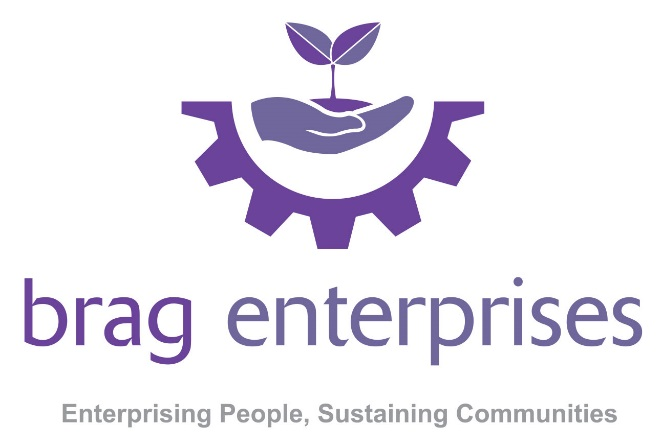 brag enterprises
Enterprising People, Sustaining Communities